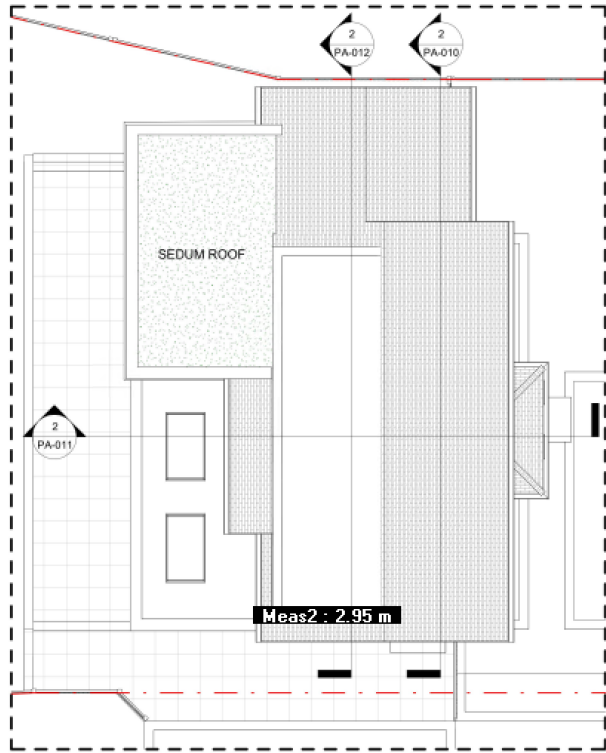 2
PA-012
2
PA-010
SEDUM ROOF
2
PA-011
Meas2 : 2.95 m